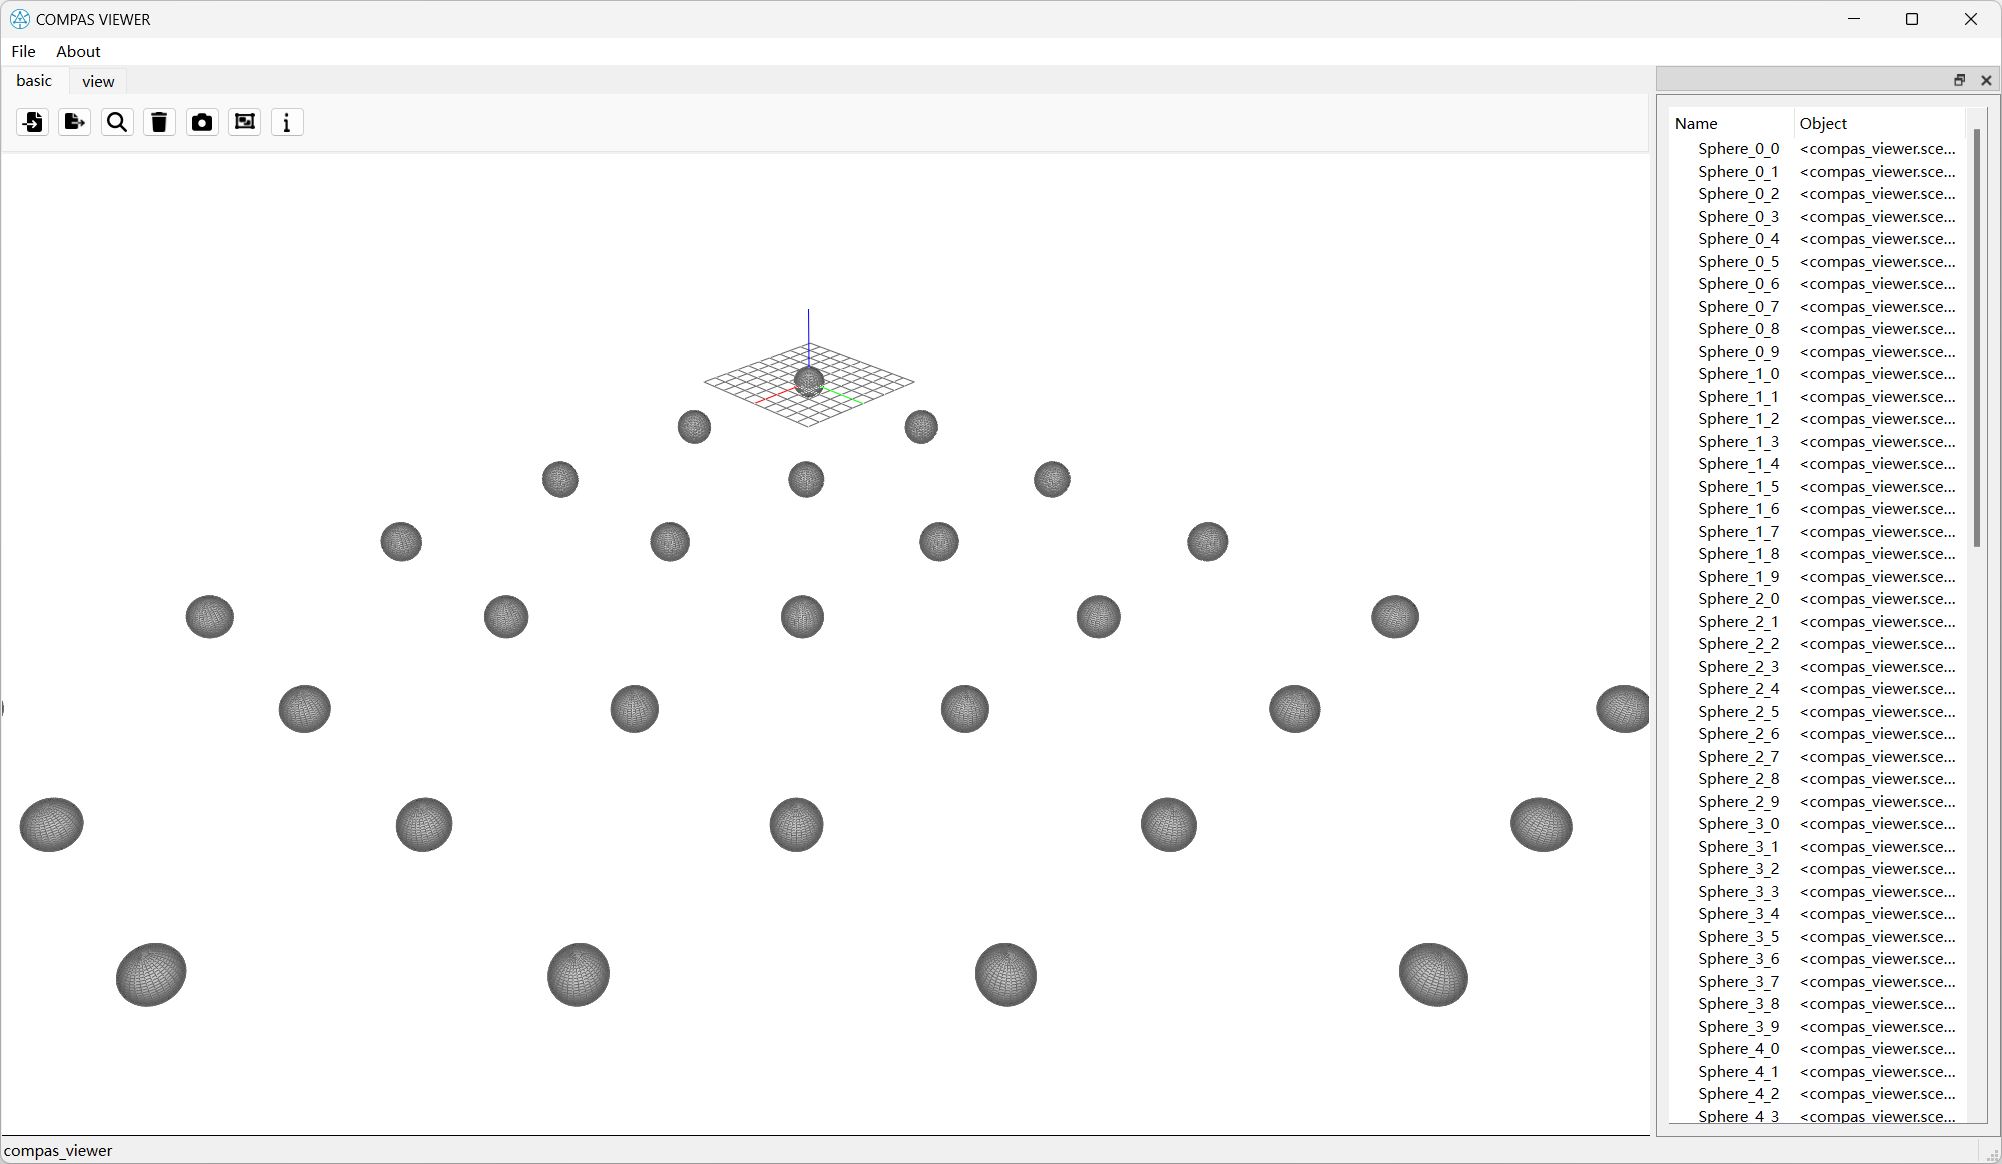 COMPAS VIEWER
File About
basic view
Name Object
Sphere_0_0 <compas_viewer.sce...
Sphere_0_1 <compas_viewer.sce...
Sphere_0_2 <compas_viewer.sce...
Sphere_0_3 <compas_viewer.sce...
Sphere_0_4 <compas_viewer.sce...
Sphere_0_5 <compas_viewer.sce...
Sphere_0_6 <compas_viewer.sce...
Sphere_0_7 <compas_viewer.sce...
Sphere_0_8 <compas_viewer.sce...
Sphere_0_9 <compas_viewer.sce...
Sphere_1_0 <compas_viewer.sce...
Sphere_1_1 <compas_viewer.sce...
Sphere_1_2 <compas_viewer.sce...
Sphere_1_3 <compas_viewer.sce...
Sphere_1_4 <compas_viewer.sce...
Sphere_1_5 <compas_viewer.sce...
Sphere_1_6 <compas_viewer.sce...
Sphere_1_7 <compas_viewer.sce...
Sphere_1_8 <compas_viewer.sce...
Sphere_1_9 <compas_viewer.sce...
Sphere_2_0 <compas_viewer.sce...
Sphere_2_1 <compas_viewer.sce...
Sphere_2_2 <compas_viewer.sce...
Sphere_2_3 <compas_viewer.sce...
Sphere_2_4 <compas_viewer.sce...
Sphere_2_5 <compas_viewer.sce...
Sphere_2_6 <compas_viewer.sce...
Sphere_2_7 <compas_viewer.sce...
Sphere_2_8 <compas_viewer.sce...
Sphere_2_9 <compas_viewer.sce...
Sphere_3_0 <compas_viewer.sce...
Sphere_3_1 <compas_viewer.sce...
Sphere_3_2 <compas_viewer.sce...
Sphere_3_3 <compas_viewer.sce...
Sphere_3_4 <compas_viewer.sce...
Sphere_3_5 <compas_viewer.sce...
Sphere_3_6 <compas_viewer.sce...
Sphere_3_7 <compas_viewer.sce...
Sphere_3_8 <compas_viewer.sce...
Sphere_3_9 <compas_viewer.sce...
Sphere_4_0 <compas_viewer.sce...
Sphere_4_1 <compas_viewer.sce...
Sphere_4_2 <compas_viewer.sce...
Sphere_4_3 <compas_viewer.sce...
compas_viewer